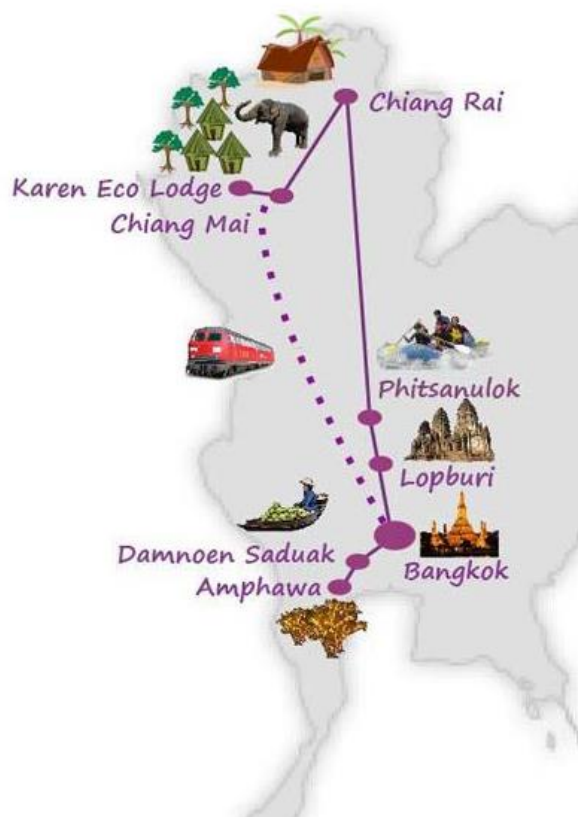 Chiang Rai
Karen Eco Lodge
Chiang Mai
Phitsanulok
Lopburi
Damnoen Saduak
Bangkok
Amphawa